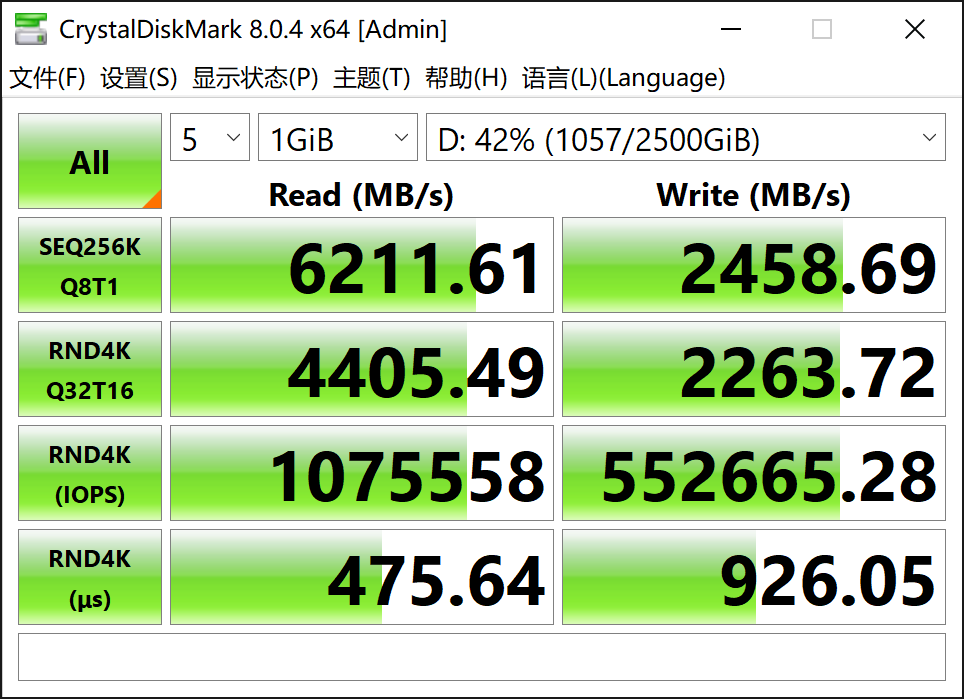 CrystalDiskMark 8.0.4 x64 [Admin]
文件(F) 设置(S) 显示状态(P) 主题(T) 帮助(H) 语言(L)(Language)
All 5 1GiB D: 42% (1057/2500GiB)
Read (MB/s) Write (MB/s)
SEQ256K
Q8T1 6211.61 2458.69
RND4K
Q32T16 4405.49 2263.72
RND4K
(IOPS) 1075558 552665.28
RND4K
(μs) 475.64 926.05